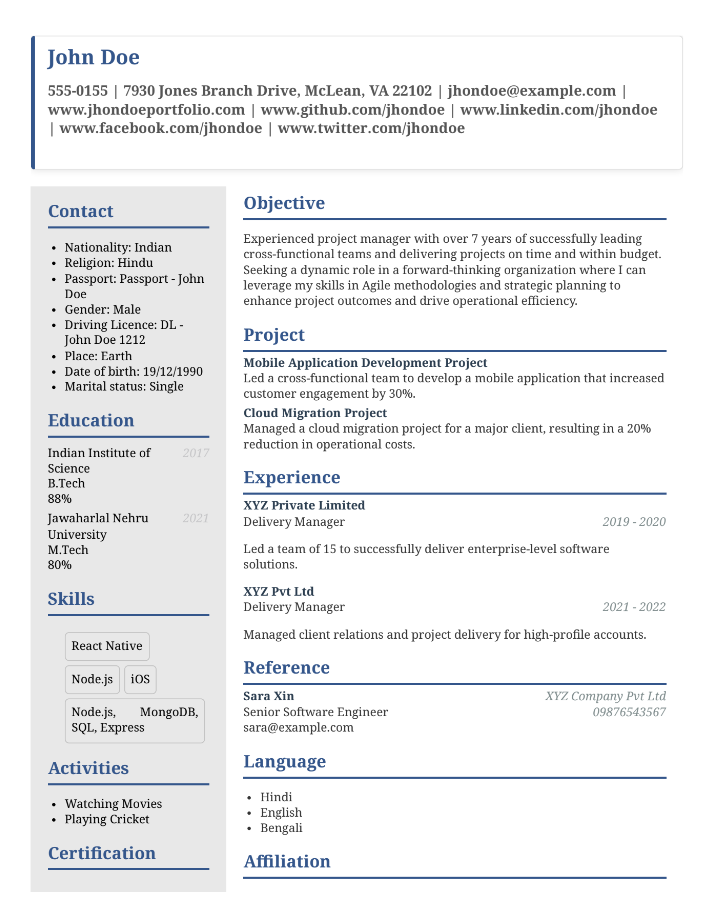 John Doe
555-0155 | 7930 Jones Branch Drive, McLean, VA 22102 | jhondoe@example.com |
www.jhondoeportfolio.com | www.github.com/jhondoe | www.linkedin.com/jhondoe
| www.facebook.com/jhondoe | www.twitter.com/jhondoe
Contact
• Nationality: Indian
• Religion: Hindu
• Passport: Passport - John
Doe
• Gender: Male
• Driving Licence: DL -
John Doe 1212
• Place: Earth
• Date of birth: 19/12/1990
• Marital status: Single
Education
Indian Institute of 2017
Science
B.Tech
88%
Jawaharlal Nehru 2021
University
M.Tech
80%
Skills
React Native
Node.js iOS
Node.js, MongoDB,
SQL, Express
Activities
• Watching Movies
• Playing Cricket
Certification
Objective
Experienced project manager with over 7 years of successfully leading
cross-functional teams and delivering projects on time and within budget.
Seeking a dynamic role in a forward-thinking organization where I can
leverage my skills in Agile methodologies and strategic planning to
enhance project outcomes and drive operational efficiency.
Project
Mobile Application Development Project
Led a cross-functional team to develop a mobile application that increased
customer engagement by 30%.
Cloud Migration Project
Managed a cloud migration project for a major client, resulting in a 20%
reduction in operational costs.
Experience
XYZ Private Limited
Delivery Manager 2019 - 2020
Led a team of 15 to successfully deliver enterprise-level software
solutions.
XYZ Pvt Ltd
Delivery Manager 2021 - 2022
Managed client relations and project delivery for high-profile accounts.
Reference
Sara Xin XYZ Company Pvt Ltd
Senior Software Engineer 09876543567
sara@example.com
Language
• Hindi
• English
• Bengali
Affiliation